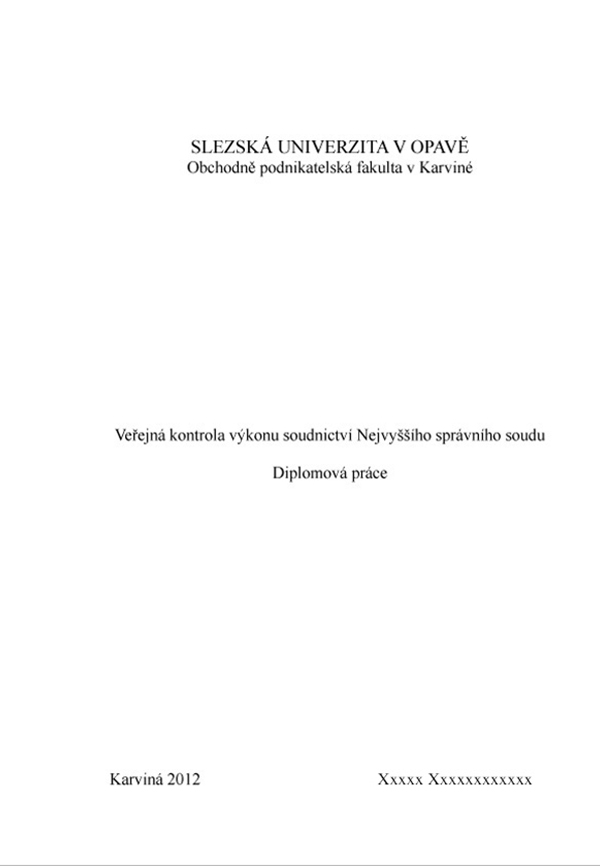 SLEZSKÁ UNIVERZITA V OPAVĚ
Obchodně podnikatelská fakulta v Karviné
Veřejná kontrola výkonu soudnictví Nejvyššího správního soudu
Diplomová práce
Karviná 2012 Xxxxx Xxxxxxxxxxxx